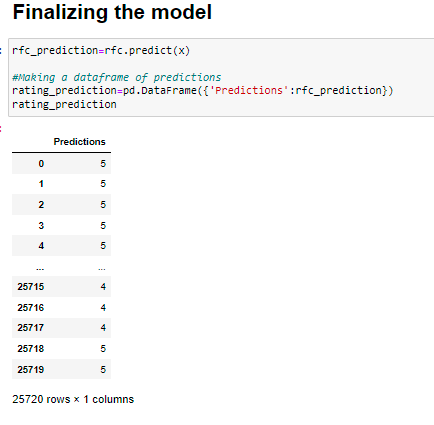 Finalizing the model
rfc_prediction=rfc.predict(x)
#Making a dataframe of predictions
rating_prediction=pd.DataFrame({'Predictions':rfc_prediction})
rating_prediction
Predictions
0 5
1 5
2 5
3 5
4 5
... ...
25715 4
25716 4
25717 4
25718 5
25719 5
25720 rows × 1 columns